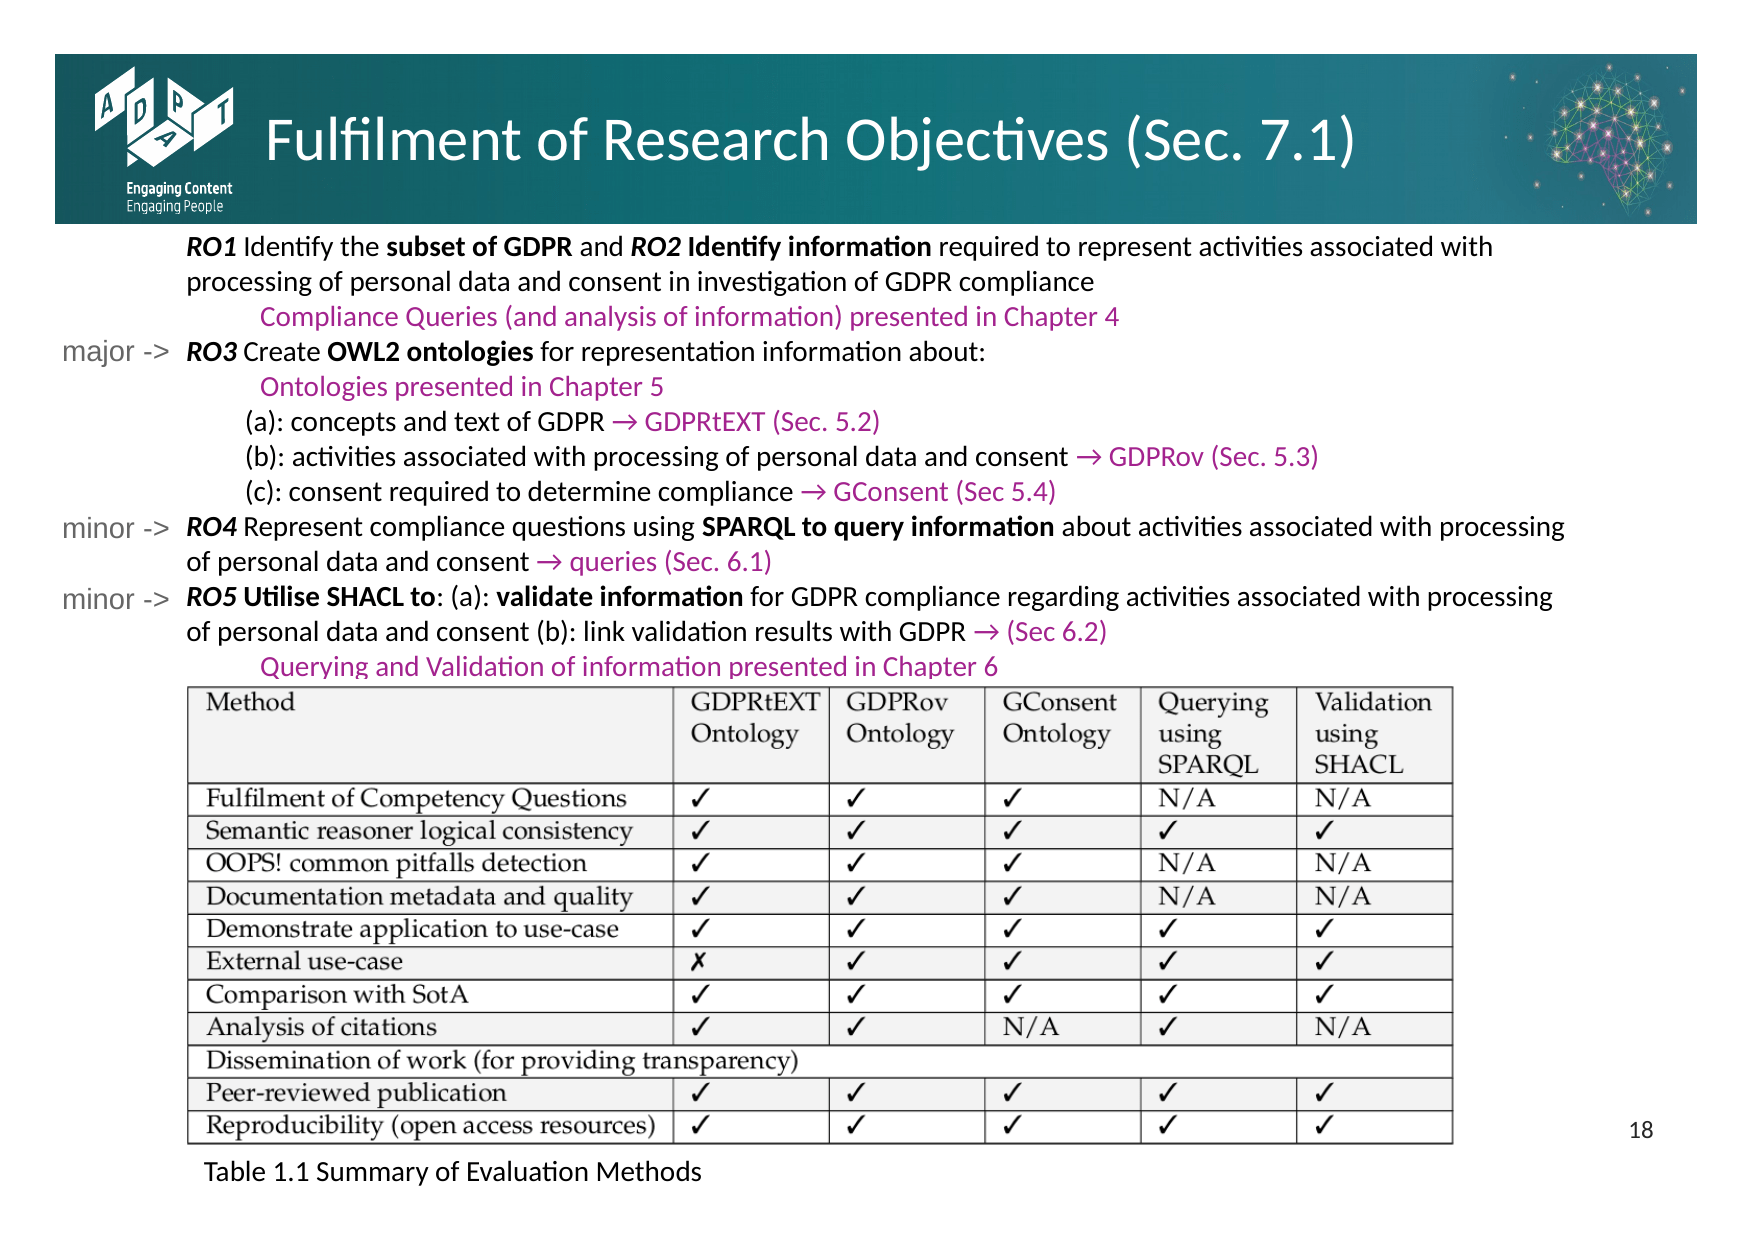 A D A P T
Engaging Content
Engaging People
Fulfilment of Research Objectives (Sec. 7.1)
RO1 Identify the subset of GDPR and RO2 Identify information required to represent activities associated with
processing of personal data and consent in investigation of GDPR compliance
Compliance Queries (and analysis of information) presented in Chapter 4
major -> RO3 Create OWL2 ontologies for representation information about:
Ontologies presented in Chapter 5
(a): concepts and text of GDPR → GDPRtEXT (Sec. 5.2)
(b): activities associated with processing of personal data and consent → GDPRov (Sec. 5.3)
(c): consent required to determine compliance → GConsent (Sec 5.4)
minor -> RO4 Represent compliance questions using SPARQL to query information about activities associated with processing
of personal data and consent → queries (Sec. 6.1)
minor -> RO5 Utilise SHACL to: (a): validate information for GDPR compliance regarding activities associated with processing
of personal data and consent (b): link validation results with GDPR → (Sec 6.2)
Querying and Validation of information presented in Chapter 6
Method GDPRtEXT GDPRov GConsent Querying Validation
Ontology Ontology Ontology using using
SPARQL SHACL
Fulfilment of Competency Questions ✓ ✓ ✓ N/A N/A
Semantic reasoner logical consistency ✓ ✓ ✓ ✓ ✓
OOPS! common pitfalls detection ✓ ✓ ✓ N/A N/A
Documentation metadata and quality ✓ ✓ ✓ N/A N/A
Demonstrate application to use-case ✓ ✓ ✓ ✓ ✓
External use-case ✗ ✓ ✓ ✓ ✓
Comparison with SotA ✓ ✓ ✓ ✓ ✓
Analysis of citations ✓ ✓ N/A ✓ N/A
Dissemination of work (for providing transparency)
Peer-reviewed publication ✓ ✓ ✓ ✓ ✓
Reproducibility (open access resources) ✓ ✓ ✓ ✓ ✓
18
Table 1.1 Summary of Evaluation Methods